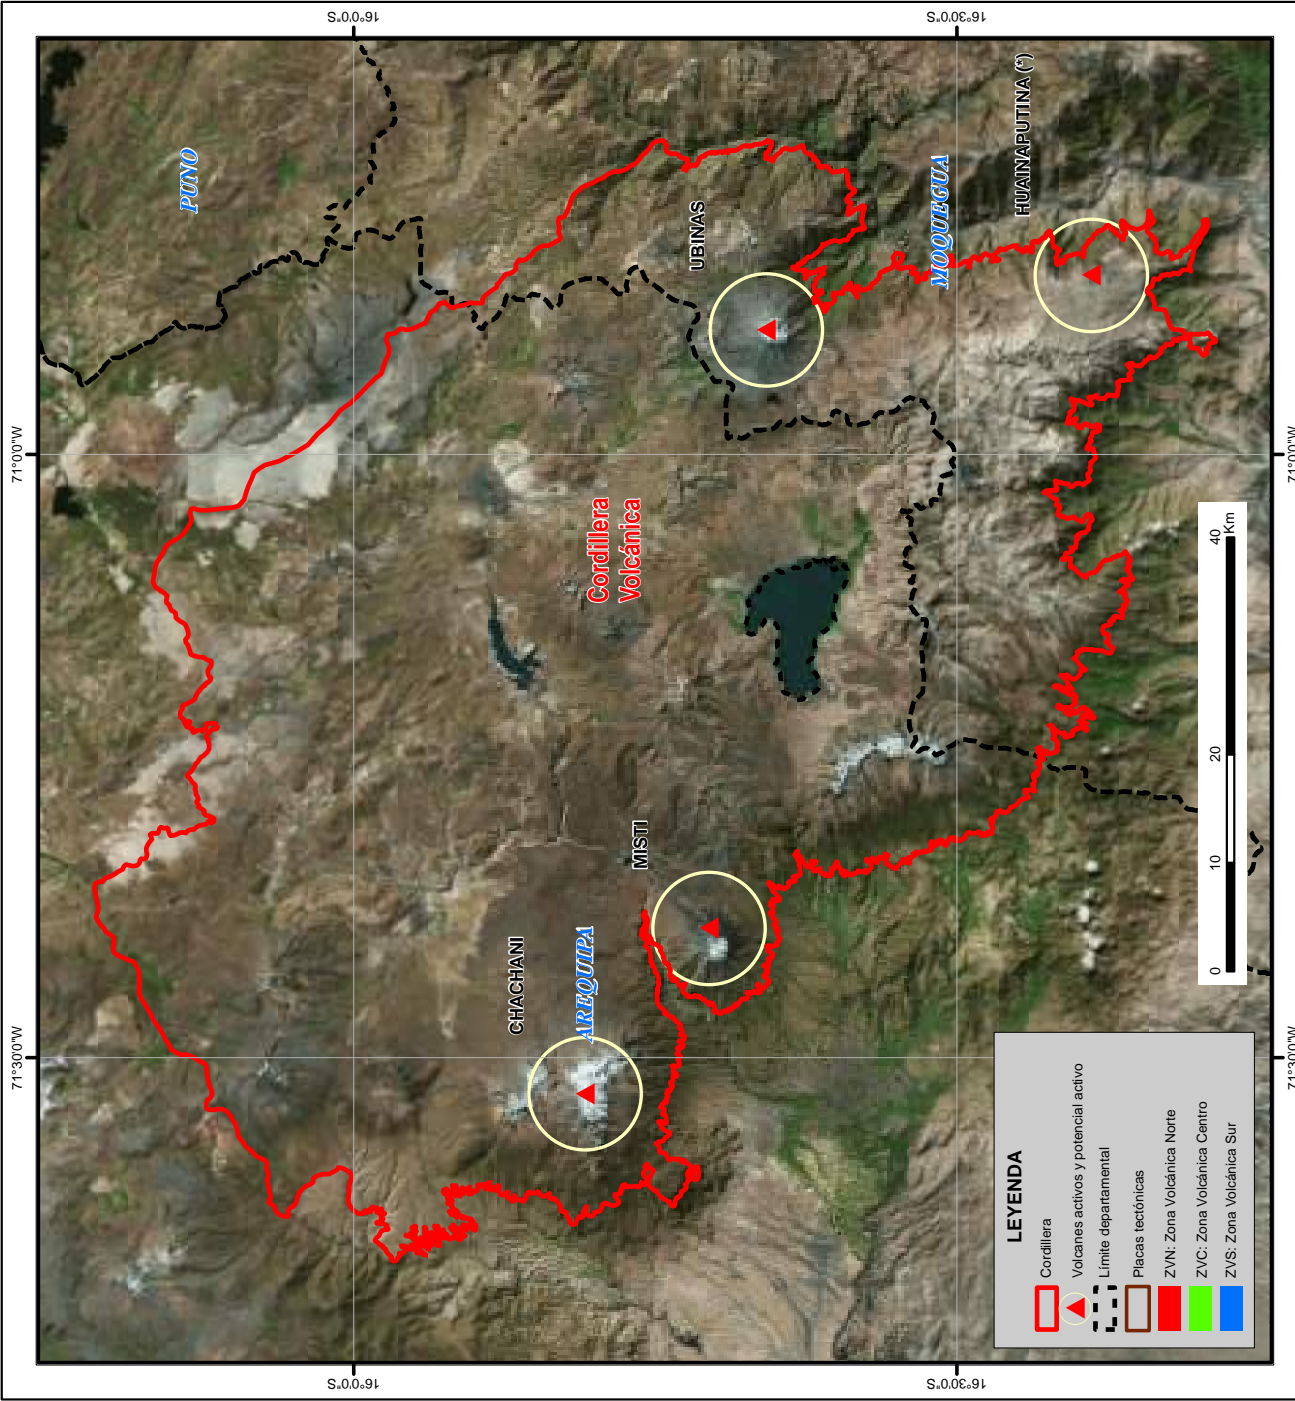 71°30'0"W
71°0'0"W
16°0'0"S
16°0'0"S
PUNO
CHACHANI
AREQUIPA
MISTI
Cordillera
Volcánica
UBINAS
16°30'0"S
16°30'0"S
MOQUEGUA
HUAINAPUTINA (*)
LEYENDA
Cordillera
Volcanes activos y potencial activo
Límite departamental
Placas tectónicas
ZVN: Zona Volcánica Norte
ZVC: Zona Volcánica Centro
ZVS: Zona Volcánica Sur
0 10 20 40
Km
71°30'0"W
71°0'0"W